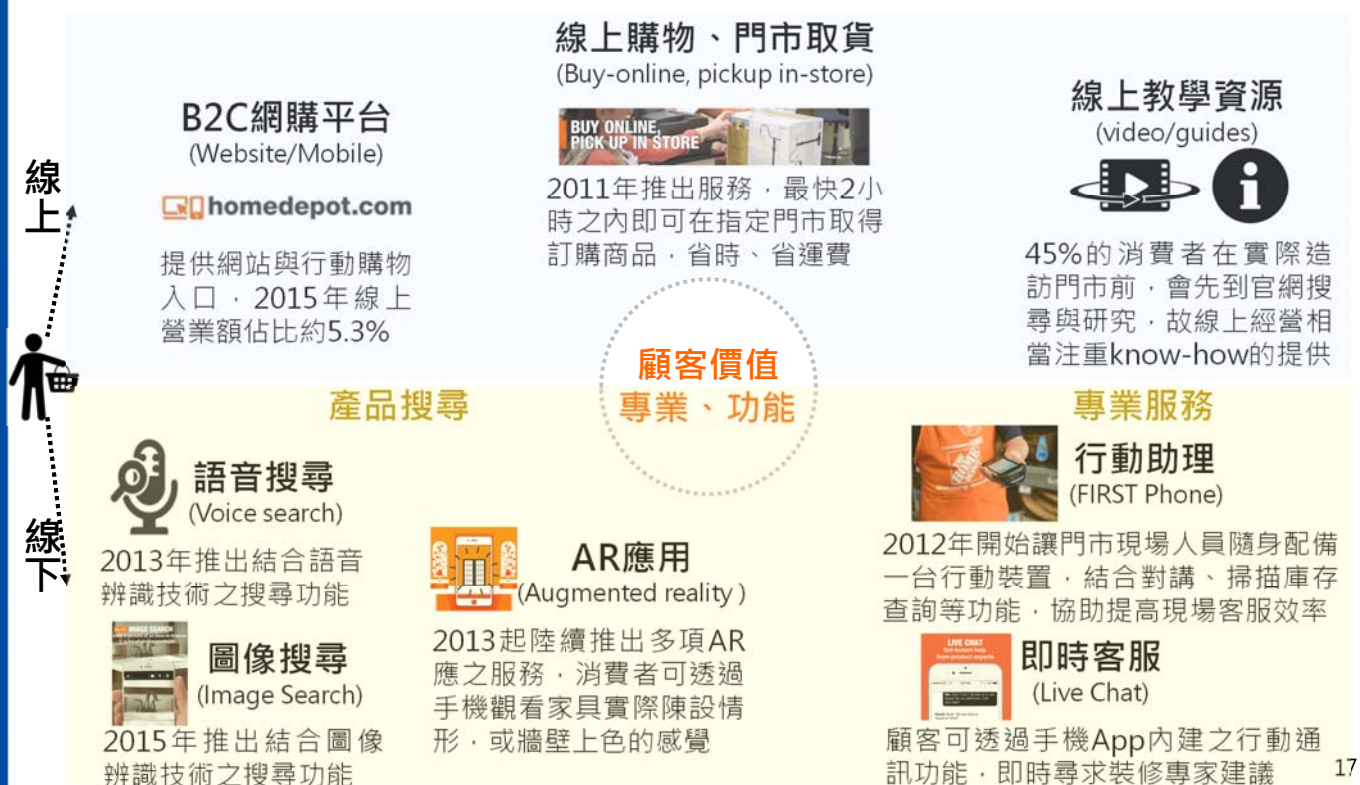 線上購物、門市取貨
(Buy-online, pickup in-store)
BUY ONLINE,
PICK UP IN STORE
2011年推出服務，最快2小
時之內即可在指定門市取得
訂購商品，省時、省運費
B2C網購平台
(Website/Mobile)
homedepot.com
提供網站與行動購物
入口，2015年線上
營業額佔比約5.3%
線上教學資源
(video/guides)
45%的消費者在實際造
訪門市前，會先到官網搜
尋與研究，故線上經營相
當注重know-how的提供
線上
顧客價值
專業、功能
線下
產品搜尋
語音搜尋
(Voice search)
2013年推出結合語音
辨識技術之搜尋功能
圖像搜尋
(Image Search)
2015年推出結合圖像
辨識技術之搜尋功能
IMAGE SEARCH
AR應用
(Augmented reality )
2013起陸續推出多項AR
應之服務，消費者可透過
手機觀看家具實際陳設情
形，或牆壁上色的感覺
專業服務
行動助理
(FIRST Phone)
2012年開始讓門市現場人員隨身配備
一台行動裝置，結合對講、掃描庫存
查詢等功能，協助提高現場客服效率
LIVE CHAT
Get instant help
from product experts
即時客服
(Live Chat)
顧客可透過手機App內建之行動通
訊功能，即時尋求裝修專家建議
17